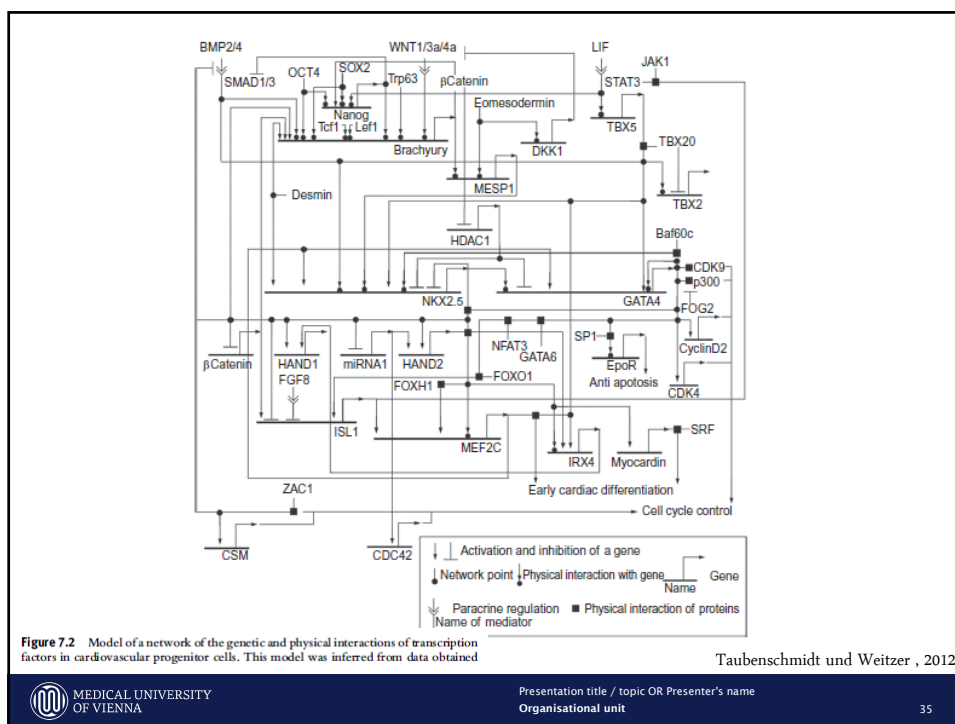 BMP2/4
WNT1/3a/4a
LIF
JAK1
SMAD1/3
OCT4
SOX2
Trp63
βCatenin
STAT3
Nanog
Eomesodermin
TBX5
Tcf1
Lef1
Brachyury
DKK1
TBX20
MESP1
Desmin
TBX2
HDAC1
Baf60c
CDK9
p300
NKX2.5
GATA4
FOG2
NFAT3
SP1
GATA6
CyclinD2
βCatenin
HAND1
miRNA1
HAND2
EpoR
FGF8
FOXH1
FOXO1
Anti apotosis
CDK4
ISL1
SRF
MEF2C
IRX4
Myocardin
ZAC1
Early cardiac differentiation
Cell cycle control
CSM
CDC42
Activation and inhibition of a gene
Network point
Physical interaction with gene
Name
Gene
Paracrine regulation
Name of mediator
Physical interaction of proteins
Figure 7.2 Model of a network of the genetic and physical interactions of transcription
factors in cardiovascular progenitor cells. This model was inferred from data obtained
Taubenschmidt und Weitzer , 2012
MEDICAL UNIVERSITY
OF VIENNA
Presentation title / topic OR Presenter's name
Organisational unit
35